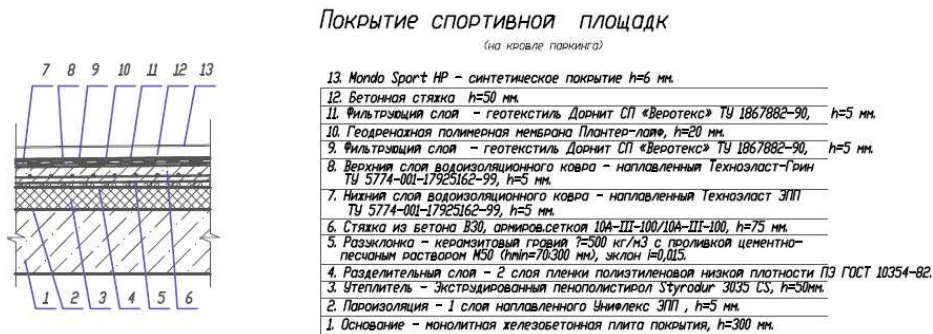 Покрытие спортивной площадк
(на кровле паркинга)
7 8 9 10 11 12 13
13. Mondo Sport HP – синтетическое покрытие h=6 мм.
12. Бетонная стяжка h=50 мм.
11. Фильтрующий слой – геотекстиль Дорнит СП «Веротекс» ТУ 1867882-90, h=5 мм.
10. Геодренажная полимерная мембрана Плантер-лайф, h=20 мм.
9. Фильтрующий слой – геотекстиль Дорнит СП «Веротекс» ТУ 1867882-90, h=5 мм.
8. Верхний слой водоизоляционного ковра – наплавленный Техноэласт-Грин
ТУ 5774-001-17925162-99, h=5 мм.
7. Нижний слой водоизоляционного ковра – наплавленный Техноэласт ЭПП
ТУ 5774-001-17925162-99, h=5 мм.
6. Стяжка из бетона В30, армиров.сеткой 10А-III-100/10А-III-100, h=75 мм.
5. Разуклонка – керамзитовый гровий ?=500 кг/м3 с проливкой цементно-
песчаным раствором М50 (hmin=70:300 мм), уклон i=0,015.
4. Разделительный слой – 2 слоя пленки полиэтиленовой низкой плотности ПЭ ГОСТ 10354-82.
3. Утеплитель – Экструдированный пенополистирол Styrodur 3035 CS, h=50мм.
2. Пароизоляция – 1 слой наплавленного Унифлекс ЭПП , h=5 мм.
1. Основание – монолитная железобетонная плита покрытия, h=300 мм.
1 2 3 4 5 6